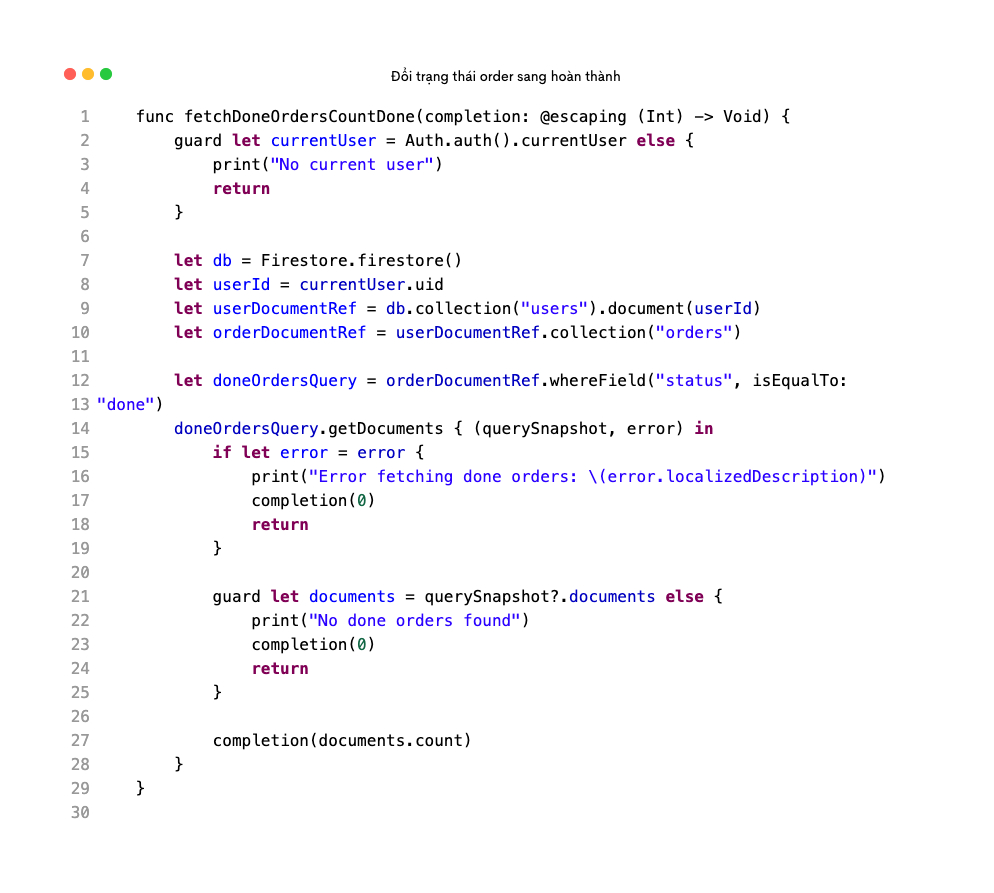 Đổi trạng thái order sang hoàn thành
1 func fetchDoneOrdersCountDone(completion: @escaping (Int) -> Void) {
2 guard let currentUser = Auth.auth().currentUser else {
3 print("No current user")
4 return
5 }
6
7 let db = Firestore.firestore()
8 let userId = currentUser.uid
9 let userDocumentRef = db.collection("users").document(userId)
10 let orderDocumentRef = userDocumentRef.collection("orders")
11
12 let doneOrdersQuery = orderDocumentRef.whereField("status", isEqualTo:
13 "done")
14 doneOrdersQuery.getDocuments { (querySnapshot, error) in
15 if let error = error {
16 print("Error fetching done orders: \(error.localizedDescription)")
17 completion(0)
18 return
19 }
20
21 guard let documents = querySnapshot?.documents else {
22 print("No done orders found")
23 completion(0)
24 return
25 }
26
27 completion(documents.count)
28 }
29 }
30